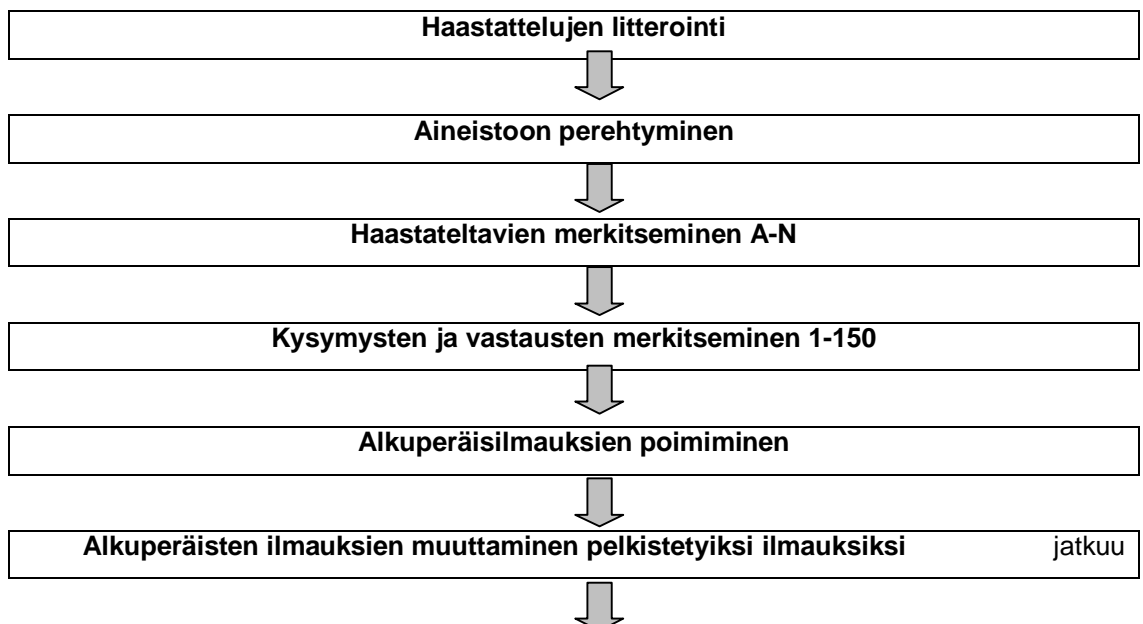 Haastattelujen litterointi
Aineistoon perehtyminen
Haastateltavien merkitseminen A-N
Kysymysten ja vastausten merkitseminen 1-150
Alkuperäisilmauksien poimiminen
Alkuperäisten ilmauksien muuttaminen pelkistetyiksi ilmauksiksi jatkuu